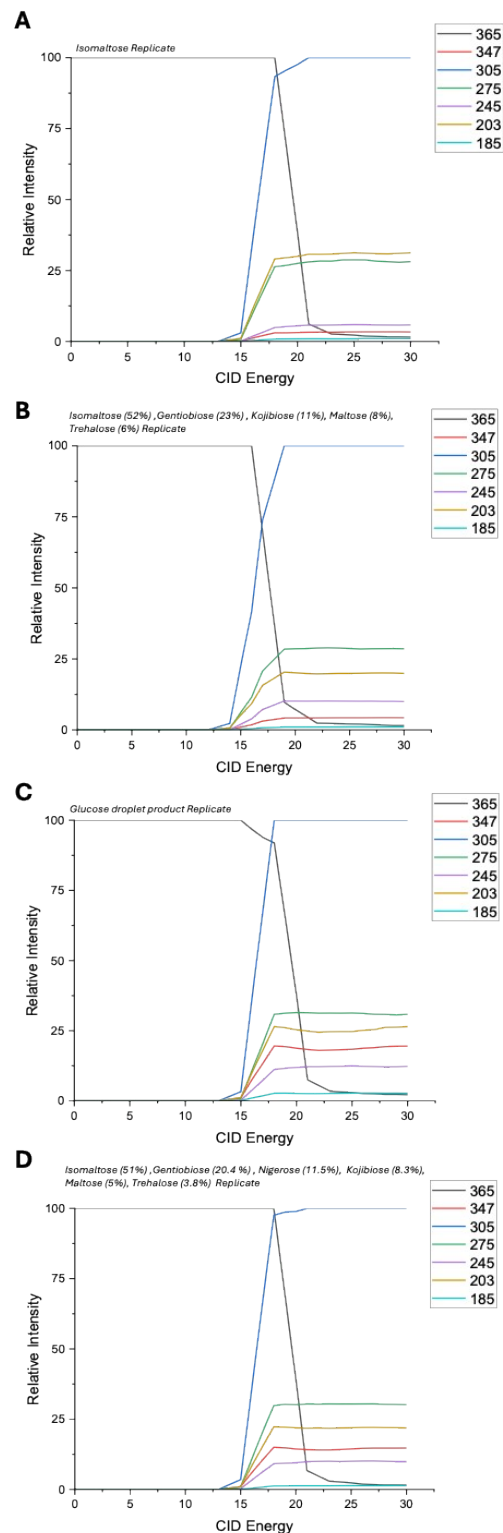 A
Isomaltose Replicate
365
347
305
275
245
203
185
100
75
50
25
0
Relative Intensity
0 5 10 15 20 25 30
CID Energy
B
Isomaltose (52%) ,Gentiobiose (23%) , Kojibiose (11%), Maltose (8%),
Trehalose (6%) Replicate
365
347
305
275
245
203
185
100
75
50
25
0
Relative Intensity
0 5 10 15 20 25 30
CID Energy
C
Glucose droplet product Replicate
365
347
305
275
245
203
185
100
75
50
25
0
Relative Intensity
0 5 10 15 20 25 30
CID Energy
D
Isomaltose (51%) ,Gentiobiose (20.4 %) , Nigerose (11.5%), Kojibiose (8.3%),
Maltose (5%), Trehalose (3.8%) Replicate
365
347
305
275
245
203
185
100
75
50
25
0
Relative Intensity
0 5 10 15 20 25 30
CID Energy